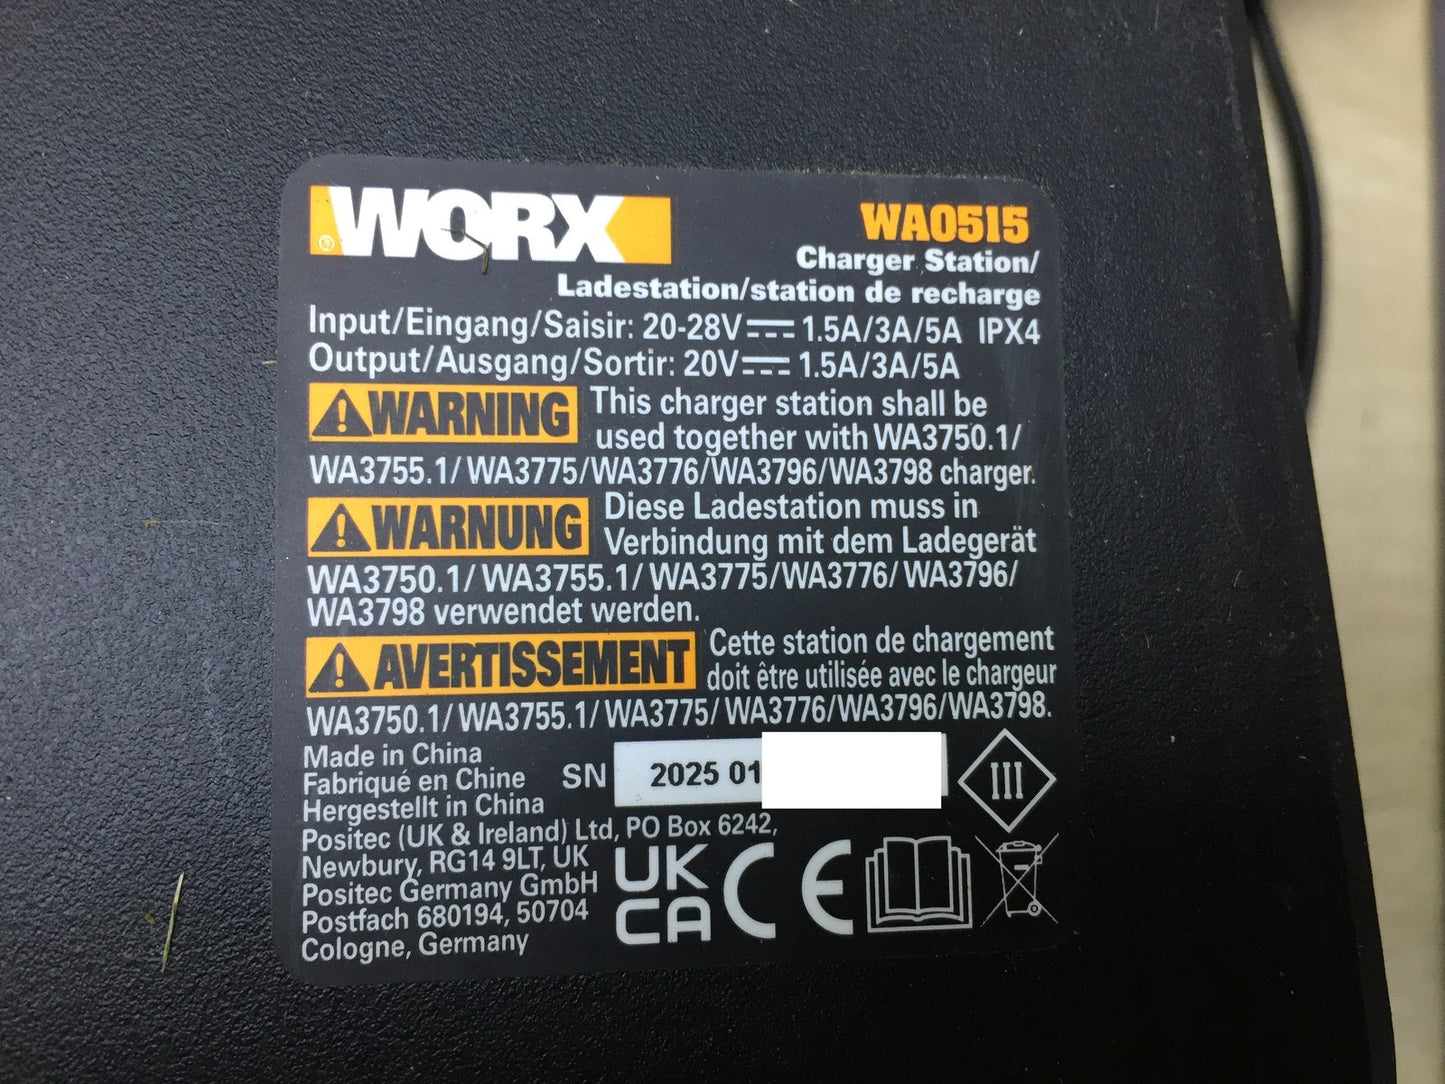 WORX
®
WA0515
Charger Station/
Ladestation/station de recharge
Input/Eingang/Saisir: 20-28V⎓ 1.5A/3A/5A IPX4
Output/Ausgang/Sortir: 20V⎓ 1.5A/3A/5A
WARNING This charger station shall be
used together with WA3750.1/
WA3755.1/ WA3775/WA3776/WA3796/WA3798 charger.
WARNUNG Diese Ladestation muss in
Verbindung mit dem Ladegerät
WA3750.1/ WA3755.1/ WA3775/WA3776/ WA3796/
WA3798 verwendet werden.
AVERTISSEMENT Cette station de chargement
doit être utilisée avec le chargeur
WA3750.1/ WA3755.1/ WA3775/ WA3776/WA3796/WA3798.
Made in China
Fabriqué en Chine
Hergestellt in China
SN 2025 01
III
Positec (UK & Ireland) Ltd, PO Box 6242,
Newbury, RG14 9LT, UK
Positec Germany GmbH
Postfach 680194, 50704
Cologne, Germany
UK
CA
CE